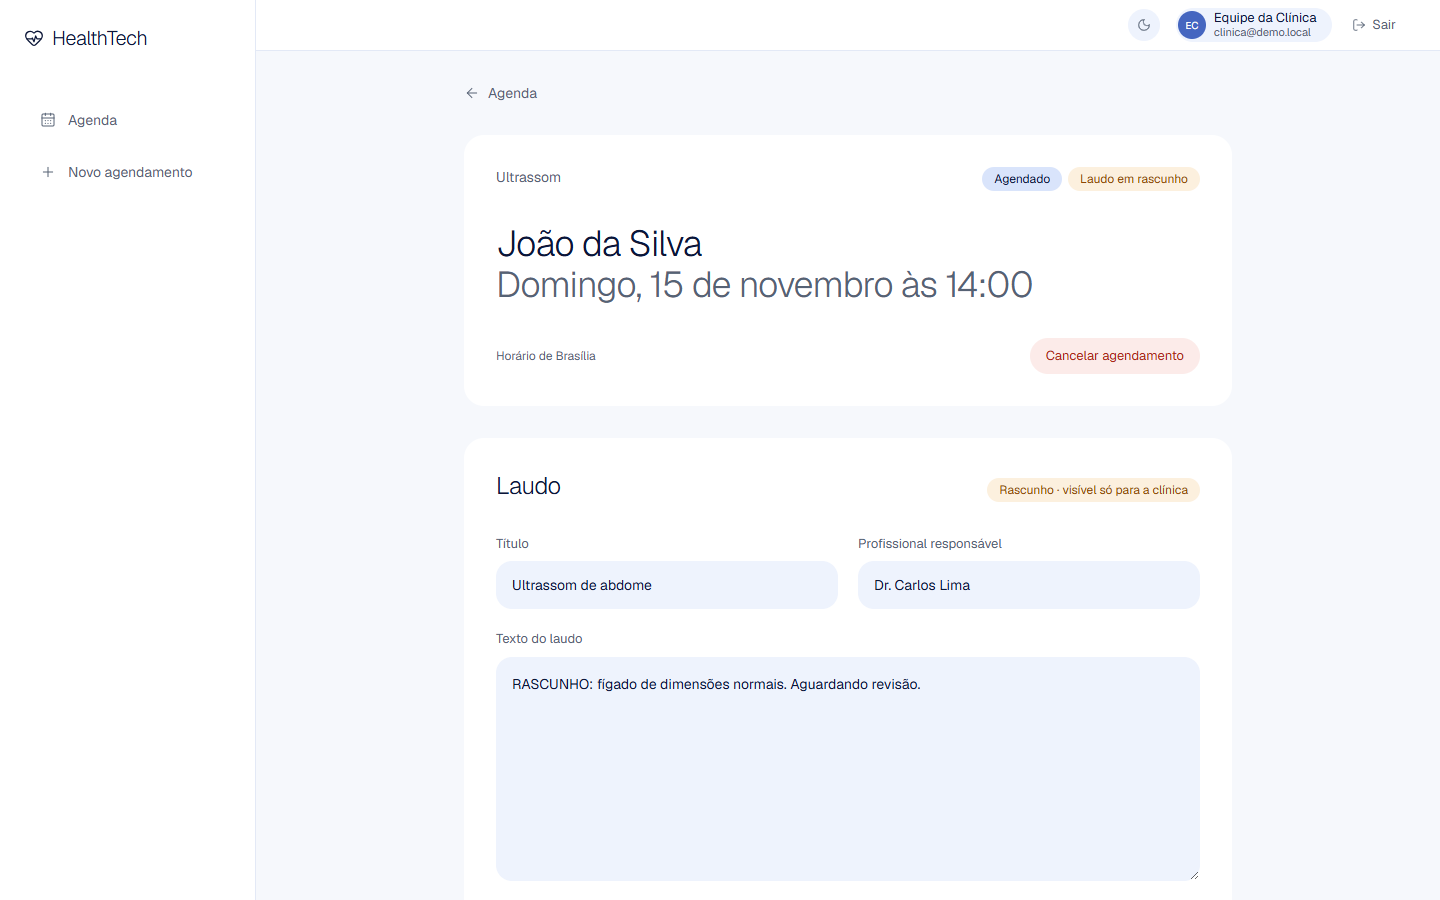 HealthTech
Agenda
Novo agendamento
EC
Equipe da Clínica
clinica@demo.local
Sair
Agenda
Ultrassom
Agendado
Laudo em rascunho
João da Silva
Domingo, 15 de novembro às 14:00
Horário de Brasília
Cancelar agendamento
Laudo
Rascunho · visível só para a clínica
Título
Profissional responsável
Ultrassom de abdome
Dr. Carlos Lima
Texto do laudo
RASCUNHO: fígado de dimensões normais. Aguardando revisão.